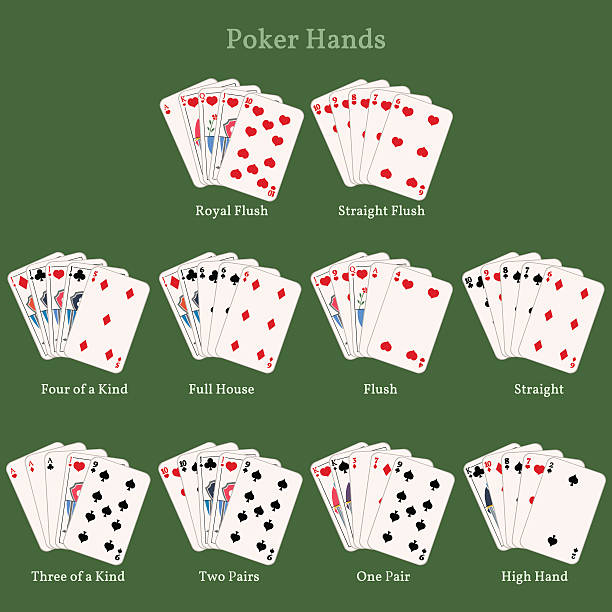 Poker Hands
Royal Flush
Straight Flush
Four of a Kind
Full House
Flush
Straight
Three of a Kind
Two Pairs
One Pair
High Hand